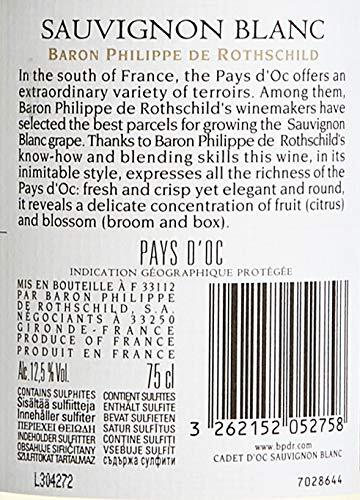 SAUVIGNON BLANC
BARON PHILIPPE DE ROTHSCHILD
In the south of France, the Pays d'Oc offers an
extraordinary variety of terroirs. Among them,
Baron Philippe de Rothschild's winemakers have
selected the best parcels for growing the Sauvignon
Blanc grape. Thanks to Baron Philippe de Rothschild's
know-how and blending skills this wine, in its
inimitable style, expresses all the richness of the
Pays d'Oc: fresh and crisp yet elegant and round,
it reveals a delicate concentration of fruit (citrus)
and blossom (broom and box).
PAYS D'OC
INDICATION GÉOGRAPHIQUE PROTÉGÉE
MIS EN BOUTEILLE À F 33112
PAR BARON PHILIPPE
DE ROTHSCHILD, S.A.
NÉGOCIANTS À 33250
GIRONDE-FRANCE
PRODUCE OF FRANCE
PRODUIT EN FRANCE
Alc.12,5 % Vol. 75 cl
CONTAINS SULPHITES
Sisältää sulfiitteja
Innehåller sulfiter
ΠΕΡΙΕΧΕΙ ΘΕΙΩΔΗ
INDEHOLDER SULFITTER
OBSAHUJE SIŘIČITANY
SZULFITOKAT TARTALMAZ
CONTIENT SULFITES
ENTHÄLT SULFITE
BEVAT SULFIETEN
SATUR SULFĪTUS
CONTINE SULFITI
SUDĖTYJE YRA SULFITŲ
съдържа сулфити
3 262152 052758
www.bpdr.com
CADET D'OC SAUVIGNON BLANC
L304272
7028644